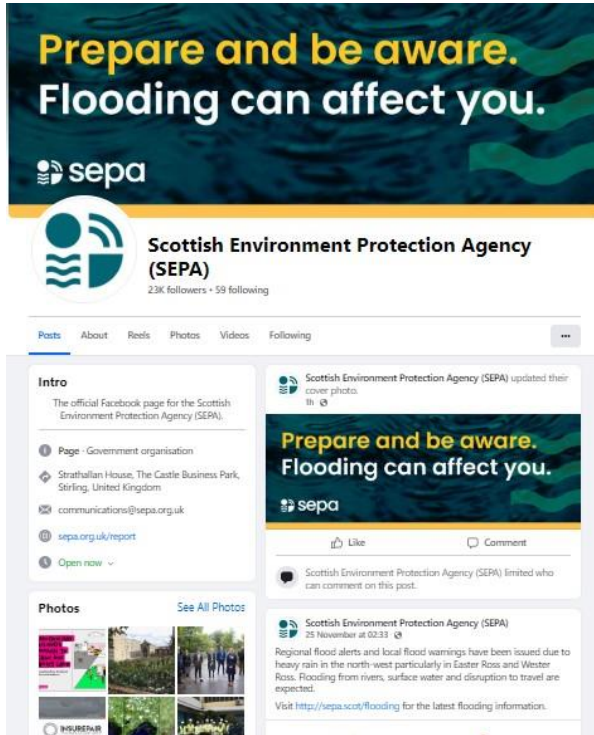 Prepare and be aware.
Flooding can affect you.
sepa
Scottish Environment Protection Agency
(SEPA)
23K followers • 59 following
Posts About Reels Photos Videos Following
Intro
The official Facebook page for the Scottish
Environment Protection Agency (SEPA).
Page · Government organisation
Strathallan House, The Castle Business Park,
Stirling, United Kingdom
communications@sepa.org.uk
sepa.org.uk/report
Open now
Photos
See All Photos
INSUREPAIR
Scottish Environment Protection Agency (SEPA) updated their
cover photo.
1h
Prepare and be aware.
Flooding can affect you.
sepa
Like Comment
Scottish Environment Protection Agency (SEPA) limited who
can comment on this post.
Scottish Environment Protection Agency (SEPA)
25 November at 02:33
Regional flood alerts and local flood warnings have been issued due to
heavy rain in the north-west particularly in Easter Ross and Wester
Ross. Flooding from rivers, surface water and disruption to travel are
expected.
Visit http://sepa.scot/flooding for the latest flooding information.